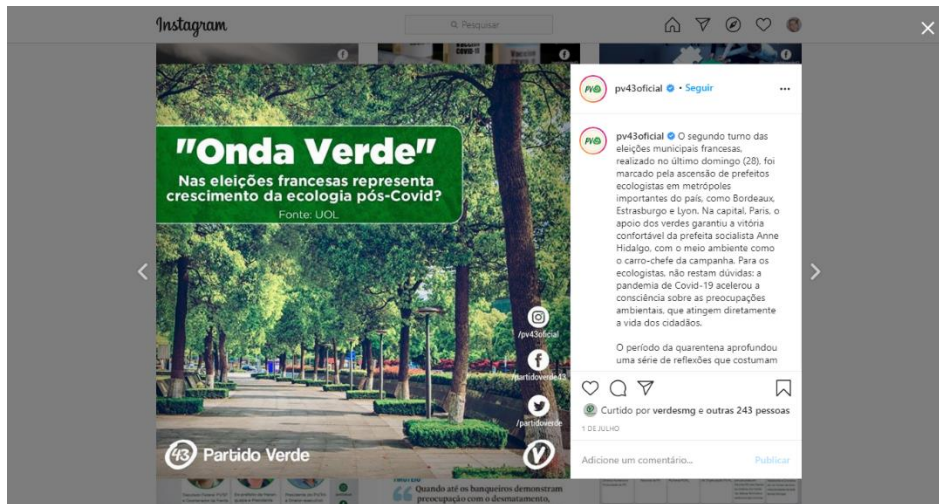 Instagram
Pesquisar
"Onda Verde"
Nas eleições francesas representa
crescimento da ecologia pós-Covid?
Fonte: UOL
/pv43oficial
/partidoverde43
/partidoverde
43 Partido Verde
pv43oficial • Seguir
pv43oficial O segundo turno das
eleições municipais francesas,
realizado no último domingo (28), foi
marcado pela ascensão de prefeitos
ecologistas em metrópoles
importantes do país, como Bordeaux,
Estrasburgo e Lyon. Na capital, Paris, o
apoio dos verdes garantiu a vitória
confortável da prefeita socialista Anne
Hidalgo, com o meio ambiente como
o carro-chefe da campanha. Para os
ecologistas, não restam dúvidas: a
pandemia de Covid-19 acelerou a
consciência sobre as preocupações
ambientais, que atingem diretamente
a vida dos cidadãos.
O período da quarentena aprofundou
uma série de reflexões que costumam
Curtido por verdesmg e outras 243 pessoas
1 DE JULHO
Adicione um comentário... Publicar
Quando até os banqueiros demonstram
preocupação com o desmatamento,